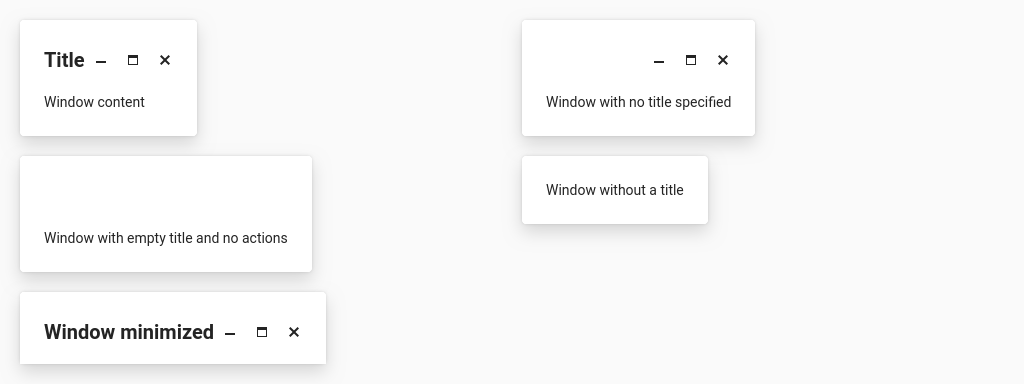 Title
Window content
Window with no title specified
Window with empty title and no actions
Window without a title
Window minimized